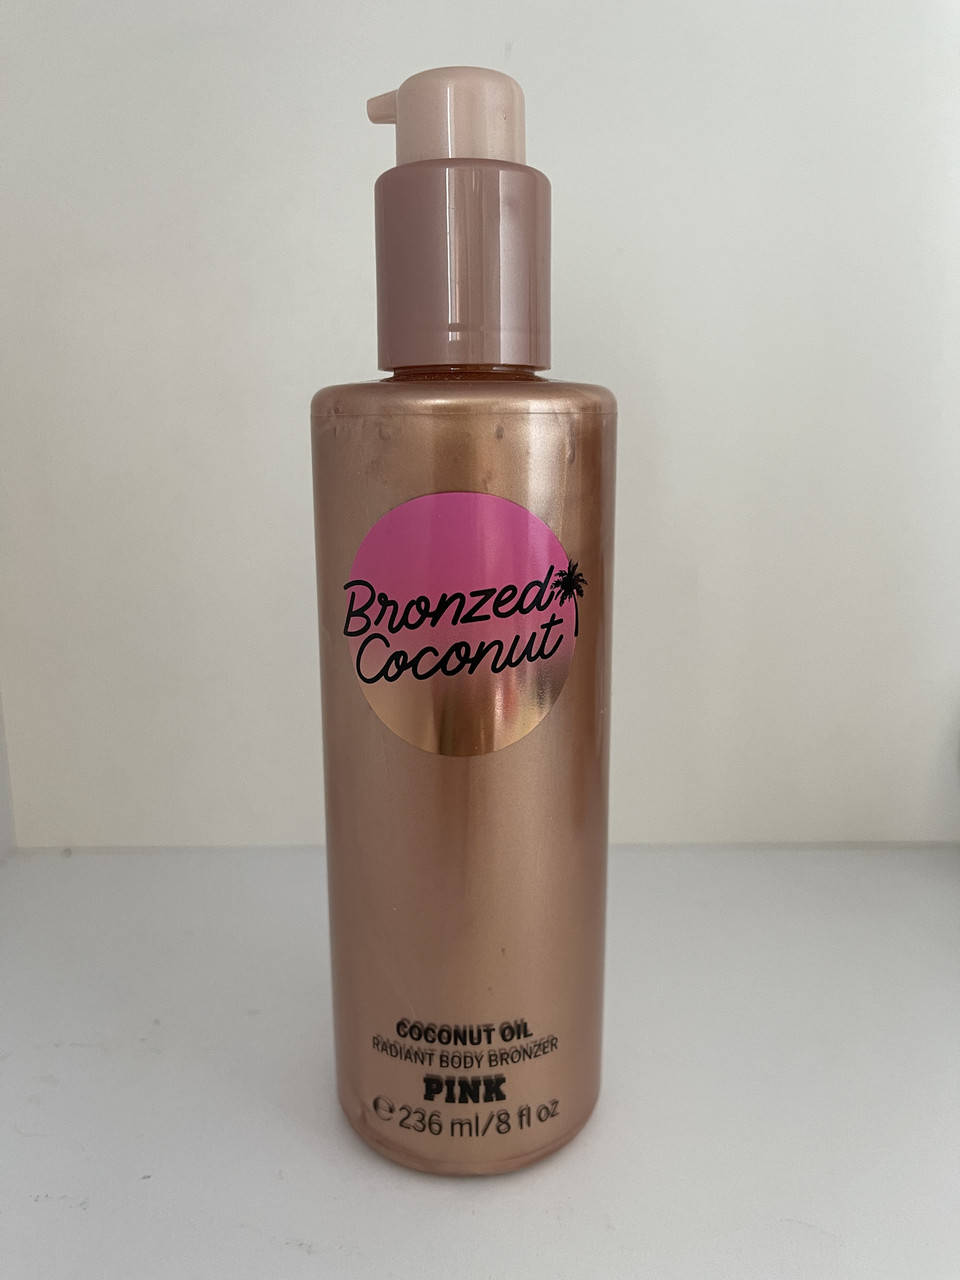 Bronzed
Coconut
COCONUT OIL
RADIANT BODY BRONZER
PINK
℮ 236 ml/8 fl oz